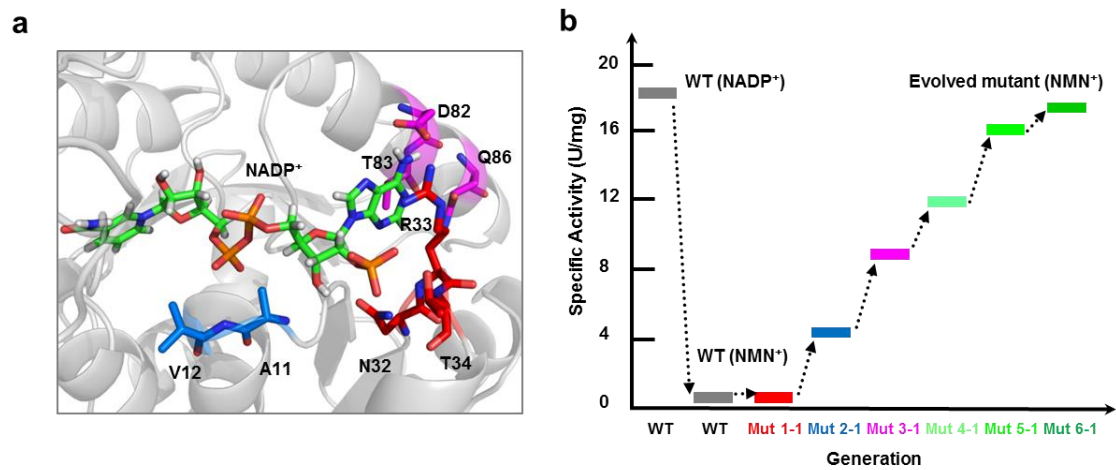 a
D82
Q86
T83
NADP+
R33
V12
A11
N32
T34
b
Specific Activity (U/mg)
20
16
12
8
4
0
WT (NADP+)
Evolved mutant (NMN+)
WT (NMN+)
WT WT Mut 1-1 Mut 2-1 Mut 3-1 Mut 4-1 Mut 5-1 Mut 6-1
Generation